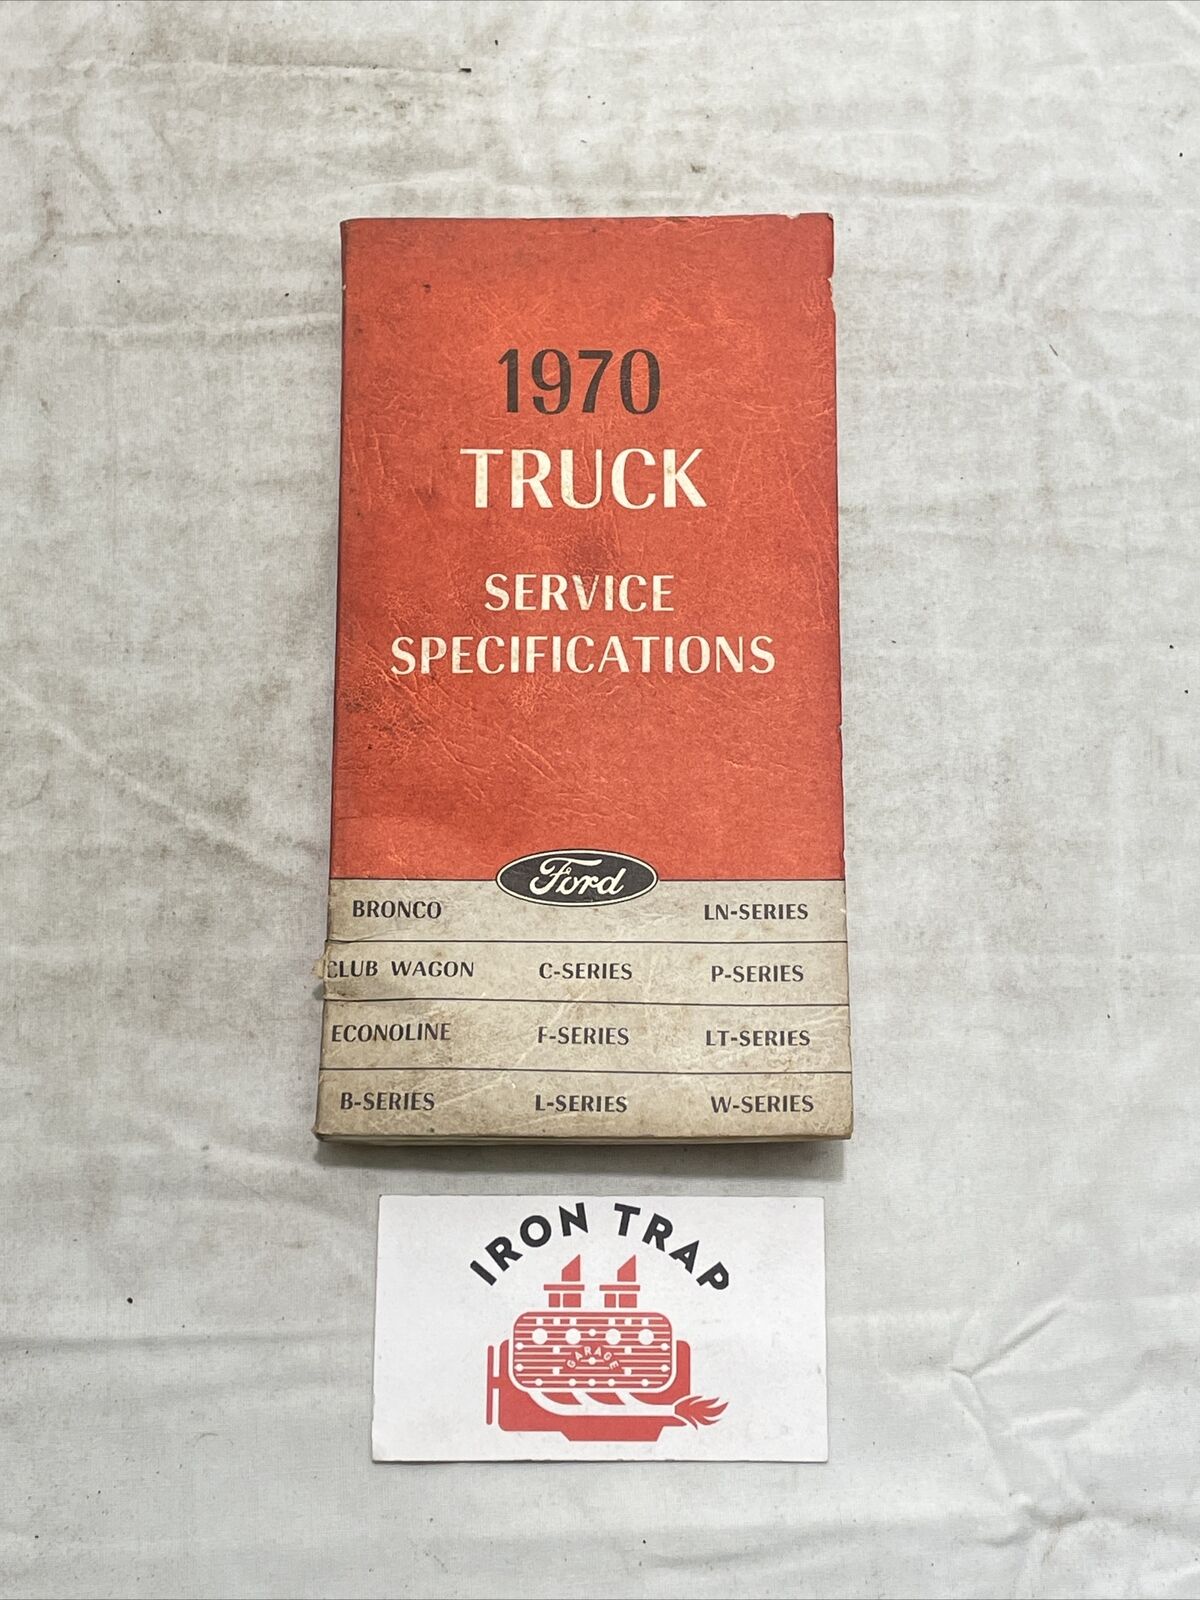 1970
TRUCK
SERVICE
SPECIFICATIONS
Ford
BRONCO LN-SERIES
CLUB WAGON C-SERIES P-SERIES
ECONOLINE F-SERIES LT-SERIES
B-SERIES L-SERIES W-SERIES
IRON TRAP
GARAGE